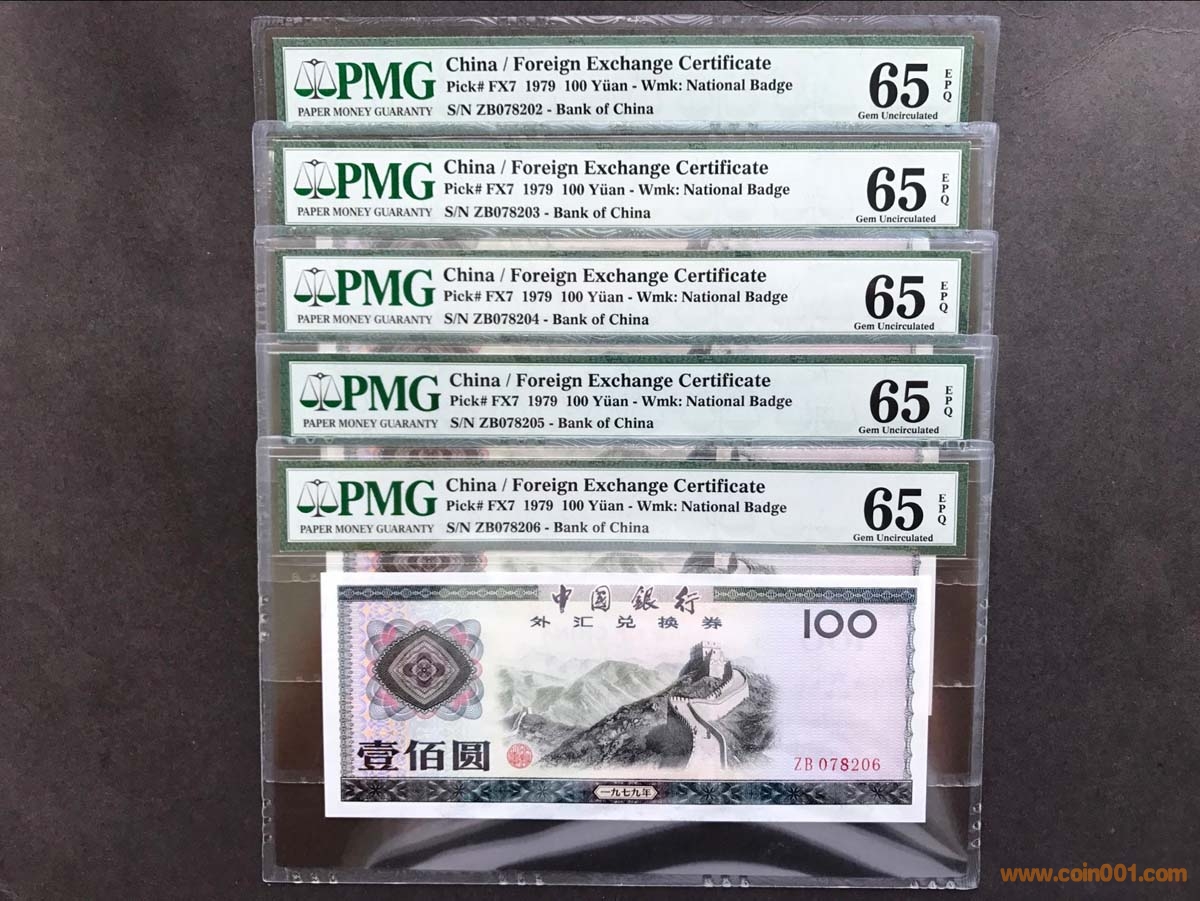 PMG
PAPER MONEY GUARANTY
China / Foreign Exchange Certificate
Pick# FX7 1979 100 Yüan - Wmk: National Badge
S/N ZB078202 - Bank of China
65
EPQ
Gem Uncirculated
PMG
PAPER MONEY GUARANTY
China / Foreign Exchange Certificate
Pick# FX7 1979 100 Yüan - Wmk: National Badge
S/N ZB078203 - Bank of China
65
EPQ
Gem Uncirculated
PMG
PAPER MONEY GUARANTY
China / Foreign Exchange Certificate
Pick# FX7 1979 100 Yüan - Wmk: National Badge
S/N ZB078204 - Bank of China
65
EPQ
Gem Uncirculated
PMG
PAPER MONEY GUARANTY
China / Foreign Exchange Certificate
Pick# FX7 1979 100 Yüan - Wmk: National Badge
S/N ZB078205 - Bank of China
65
EPQ
Gem Uncirculated
PMG
PAPER MONEY GUARANTY
China / Foreign Exchange Certificate
Pick# FX7 1979 100 Yüan - Wmk: National Badge
S/N ZB078206 - Bank of China
65
EPQ
Gem Uncirculated
中国銀行
外汇兑换券
100
壹佰圆
ZB 078206
一九七九年
www.coin001.com